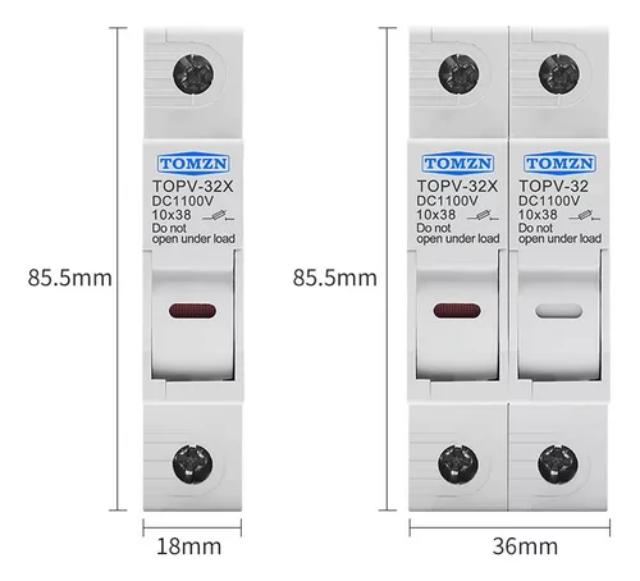 TOMZN
TOPV-32X
DC1100V
10x38
Do not
open under load
85.5mm
18mm
TOMZN
TOPV-32X
DC1100V
10x38
Do not
open under load
TOMZN
TOPV-32
DC1100V
10x38
Do not
open under load
85.5mm
36mm